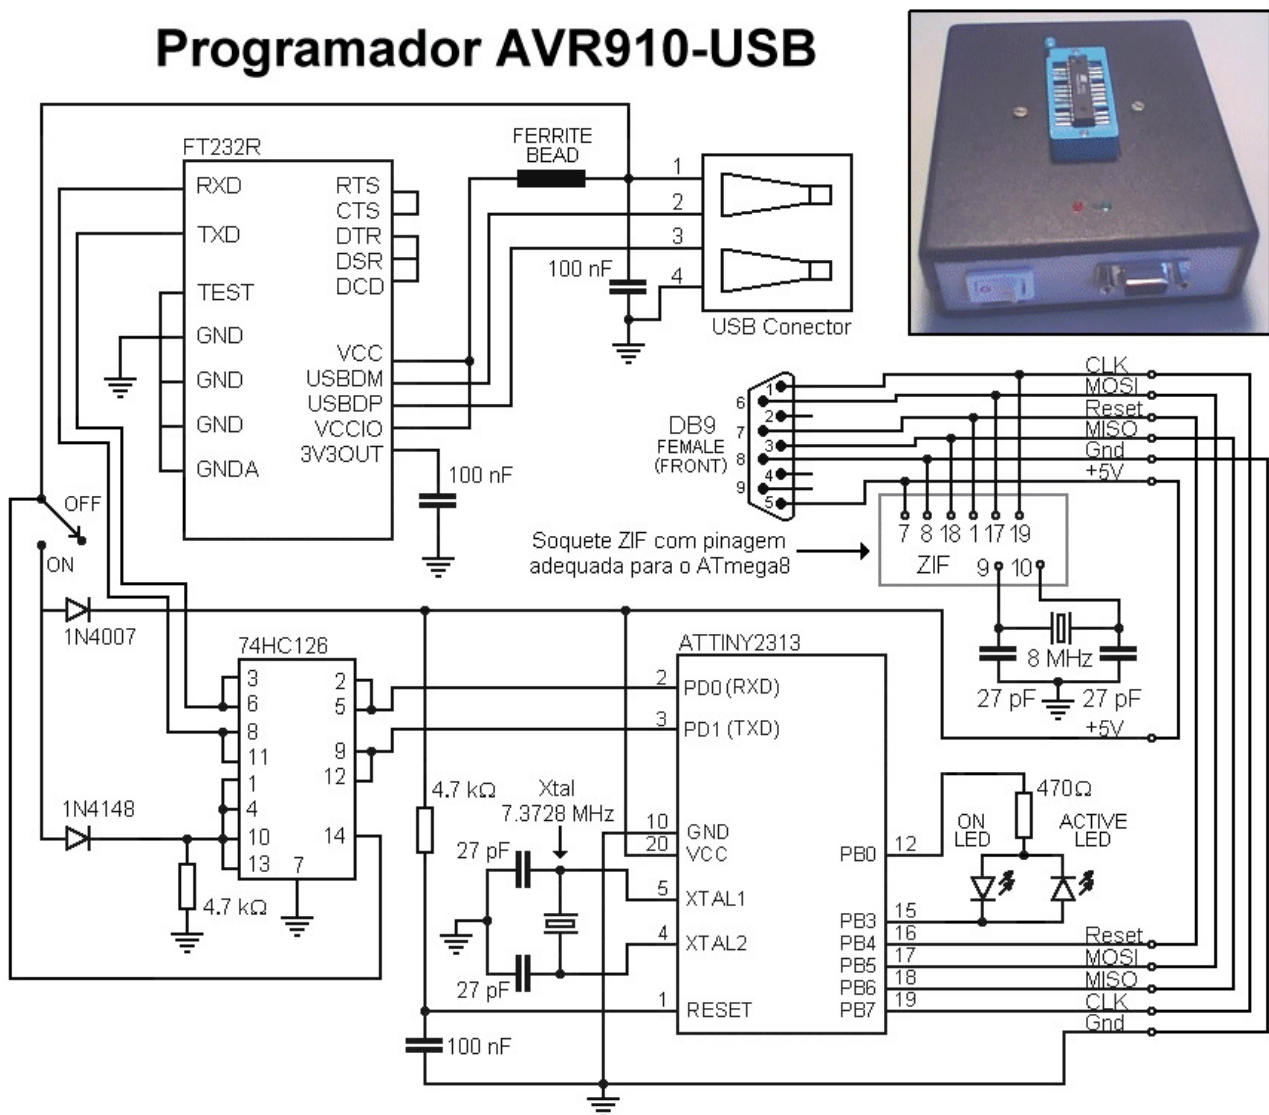 Programador AVR910-USB
FT232R
RXD
TXD
TEST
GND
GND
GND
GNDA
RTS
CTS
DTR
DSR
DCD
VCC
USBDM
USBDP
VCCIO
3V3OUT
FERRITE
BEAD
1
2
3
4
100 nF
USB Conector
100 nF
OFF
ON
DB9
FEMALE
(FRONT)
1
6
2
7
3
8
4
9
5
CLK
MOSI
Reset
MISO
Gnd
+5V
7 8 18 1 17 19
ZIF
9 10
Soquete ZIF com pinagem
adequada para o ATmega8
8 MHz
27 pF
27 pF
+5V
1N4007
74HC126
3
6
8
11
1
4
10
13
2
5
9
12
14
7
1N4148
4.7 kΩ
4.7 kΩ
Xtal
7.3728 MHz
27 pF
27 pF
100 nF
ATTINY2313
2 PD0 (RXD)
3 PD1 (TXD)
10 GND
20 VCC
5 XTAL1
4 XTAL2
1 RESET
PB0 12
PB3 15
PB4 16
PB5 17
PB6 18
PB7 19
470Ω
ON
LED
ACTIVE
LED
Reset
MOSI
MISO
CLK
Gnd